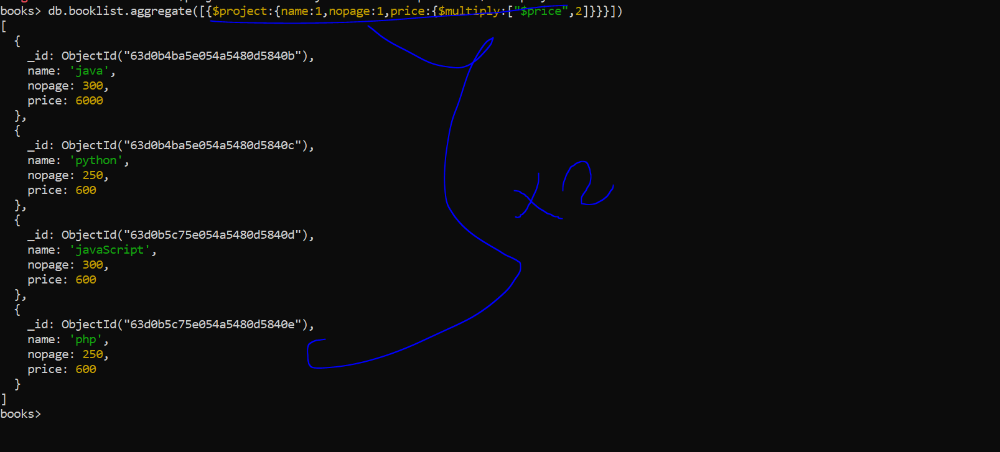 books> db.booklist.aggregate([{$project:{name:1,nopage:1,price:{$multiply:["$price",2]}}}])
[
  {
    _id: ObjectId("63d0b4ba5e054a5480d5840b"),
    name: 'java',
    nopage: 300,
    price: 6000
  },
  {
    _id: ObjectId("63d0b4ba5e054a5480d5840c"),
    name: 'python',
    nopage: 250,
    price: 600
  },
  {
    _id: ObjectId("63d0b5c75e054a5480d5840d"),
    name: 'javaScript',
    nopage: 300,
    price: 600
  },
  {
    _id: ObjectId("63d0b5c75e054a5480d5840e"),
    name: 'php',
    nopage: 250,
    price: 600
  }
]
books>
x2